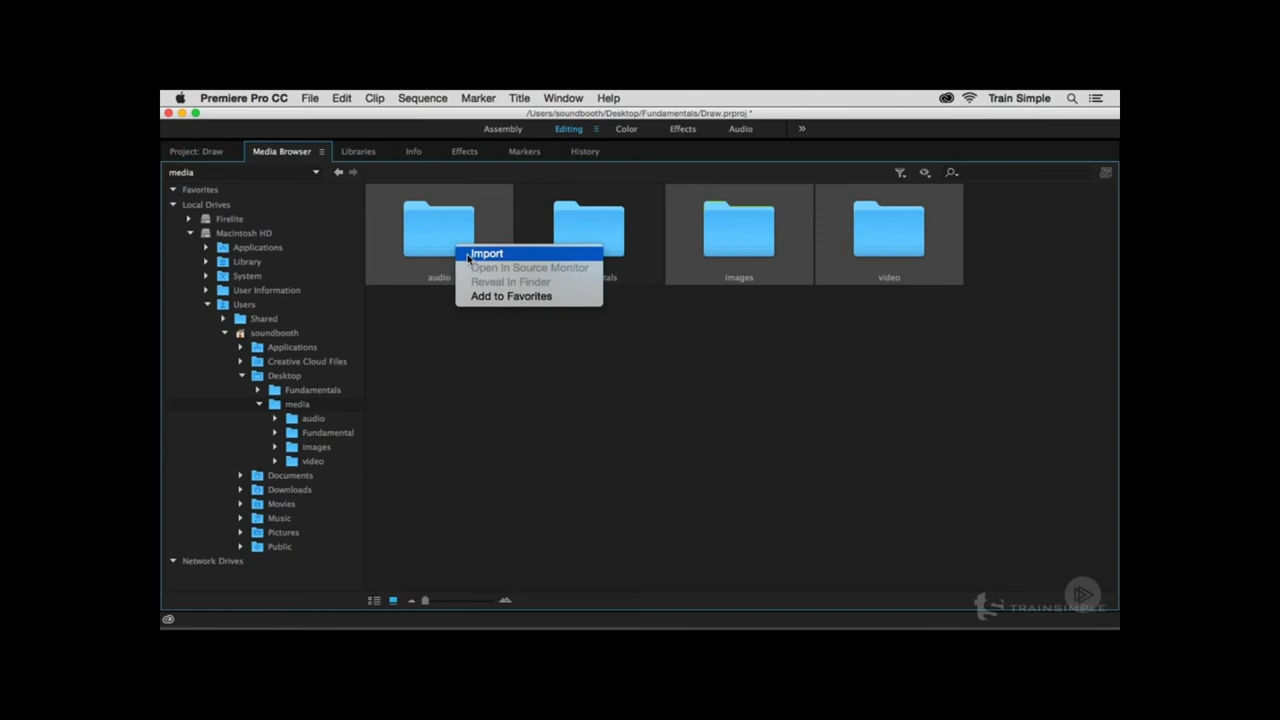 Premiere Pro CC File Edit Clip Sequence Marker Title Window Help Train Simple
/Users/soundbooth/Desktop/Fundamentals/Draw.prproj *
Assembly Editing Color Effects Audio
Project: Draw Media Browser Libraries Info Effects Markers History
media
Favorites
Local Drives
Firelite
Macintosh HD
Applications
Library
System
User Information
Users
Shared
soundbooth
Applications
Creative Cloud Files
Desktop
Fundamentals
media
audio
Fundamental
images
video
Documents
Downloads
Movies
Music
Pictures
Public
Network Drives
audio
images
video
Import
Open in Source Monitor
Reveal in Finder
Add to Favorites
TRAINSIMPLE